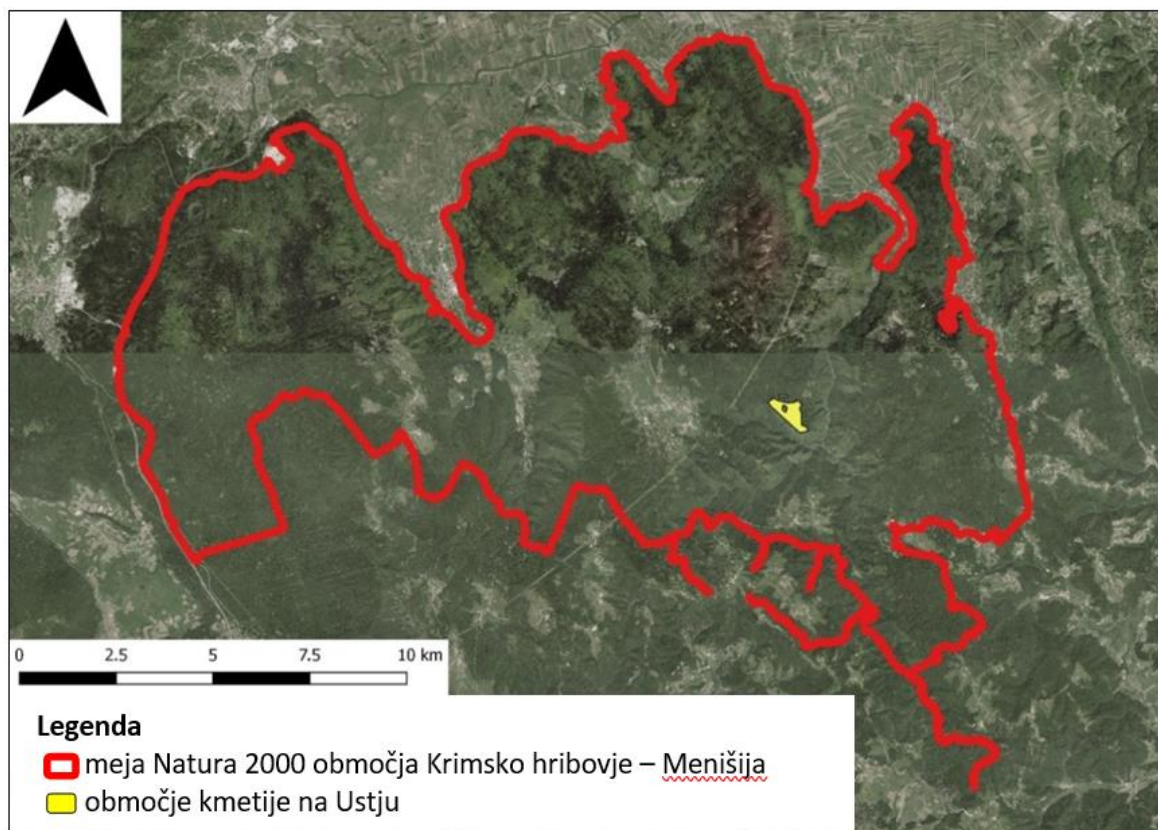 0 2.5 5 7.5 10 km
Legenda
meja Natura 2000 območja Krimsko hribovje – Menišija
območje kmetije na Ustju